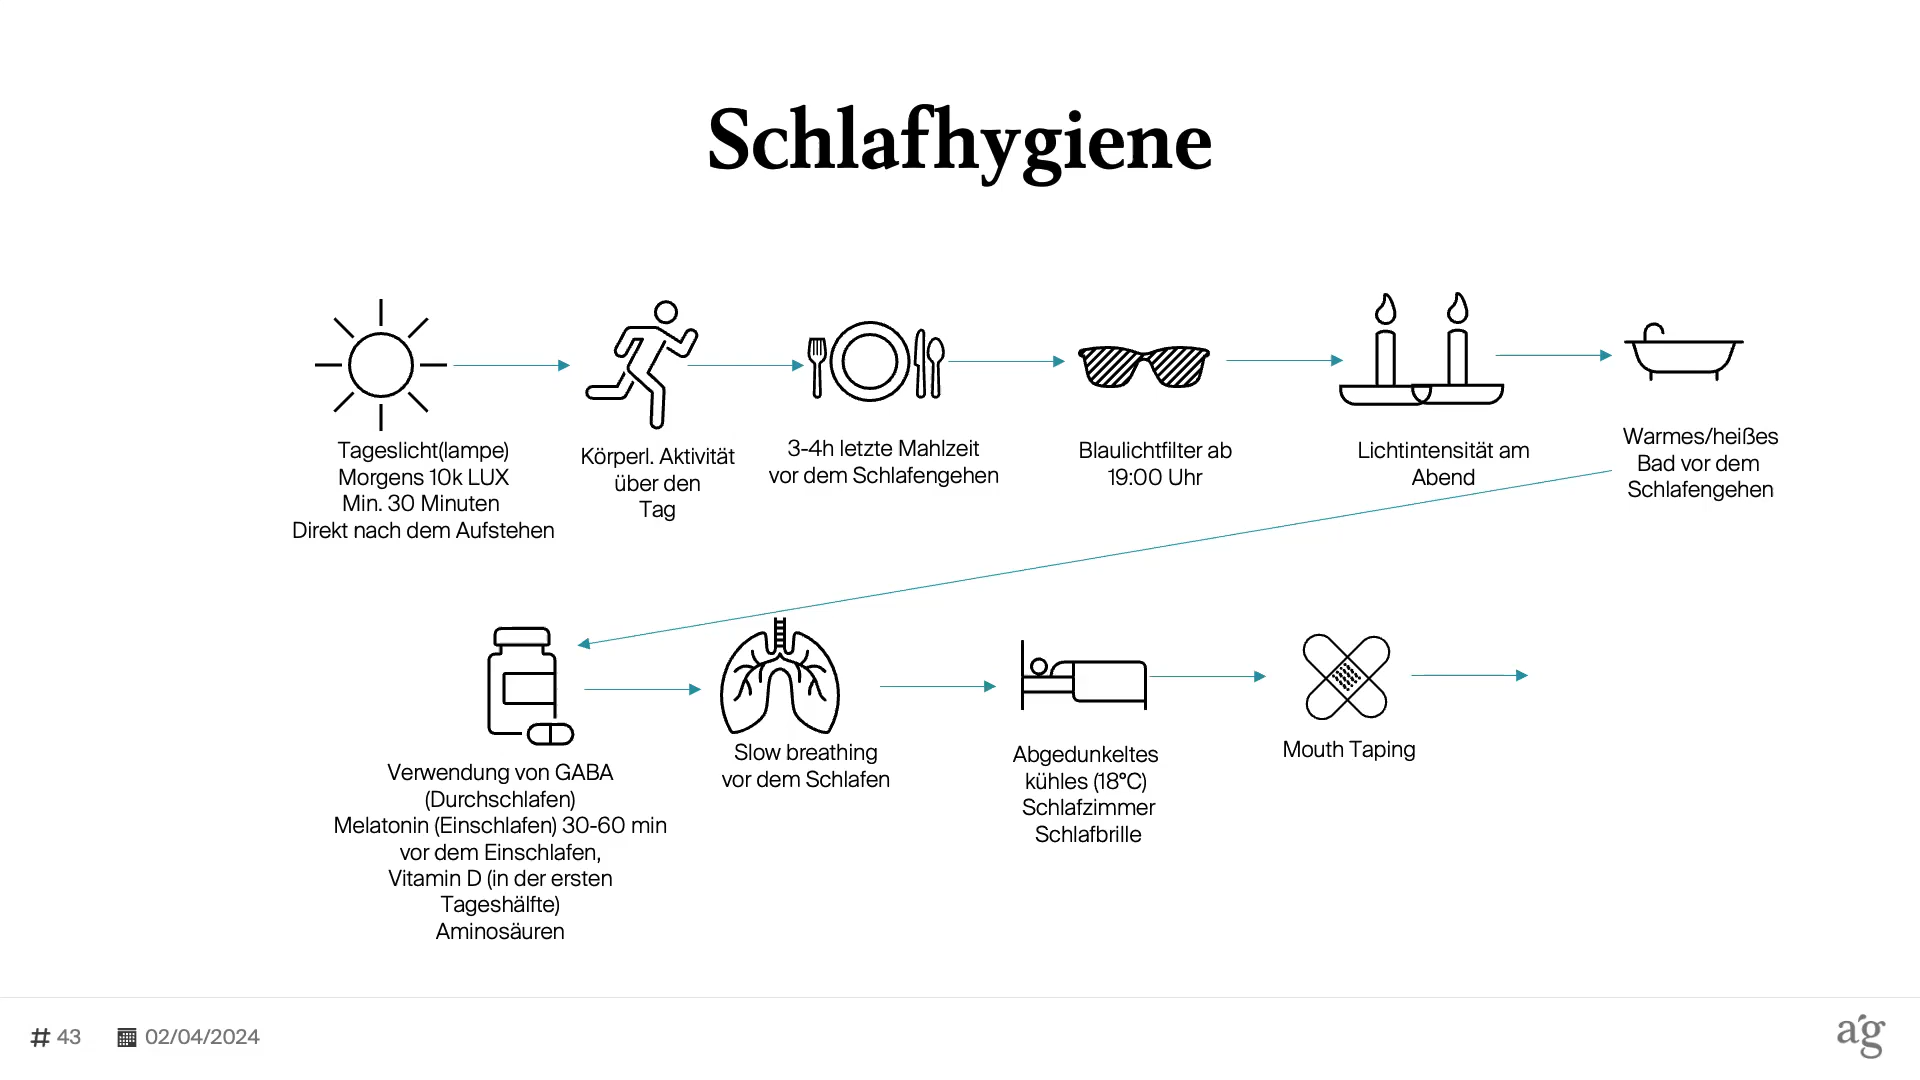 Schlafhygiene
Tageslicht(lampe)
Morgens 10k LUX
Min. 30 Minuten
Direkt nach dem Aufstehen
Körperl. Aktivität
über den
Tag
3-4h letzte Mahlzeit
vor dem Schlafengehen
Blaulichtfilter ab
19:00 Uhr
Lichtintensität am
Abend
Warmes/heißes
Bad vor dem
Schlafengehen
Verwendung von GABA
(Durchschlafen)
Melatonin (Einschlafen) 30-60 min
vor dem Einschlafen,
Vitamin D (in der ersten
Tageshälfte)
Aminosäuren
Slow breathing
vor dem Schlafen
Abgedunkeltes
kühles (18°C)
Schlafzimmer
Schlafbrille
Mouth Taping
# 43
02/04/2024
a'g